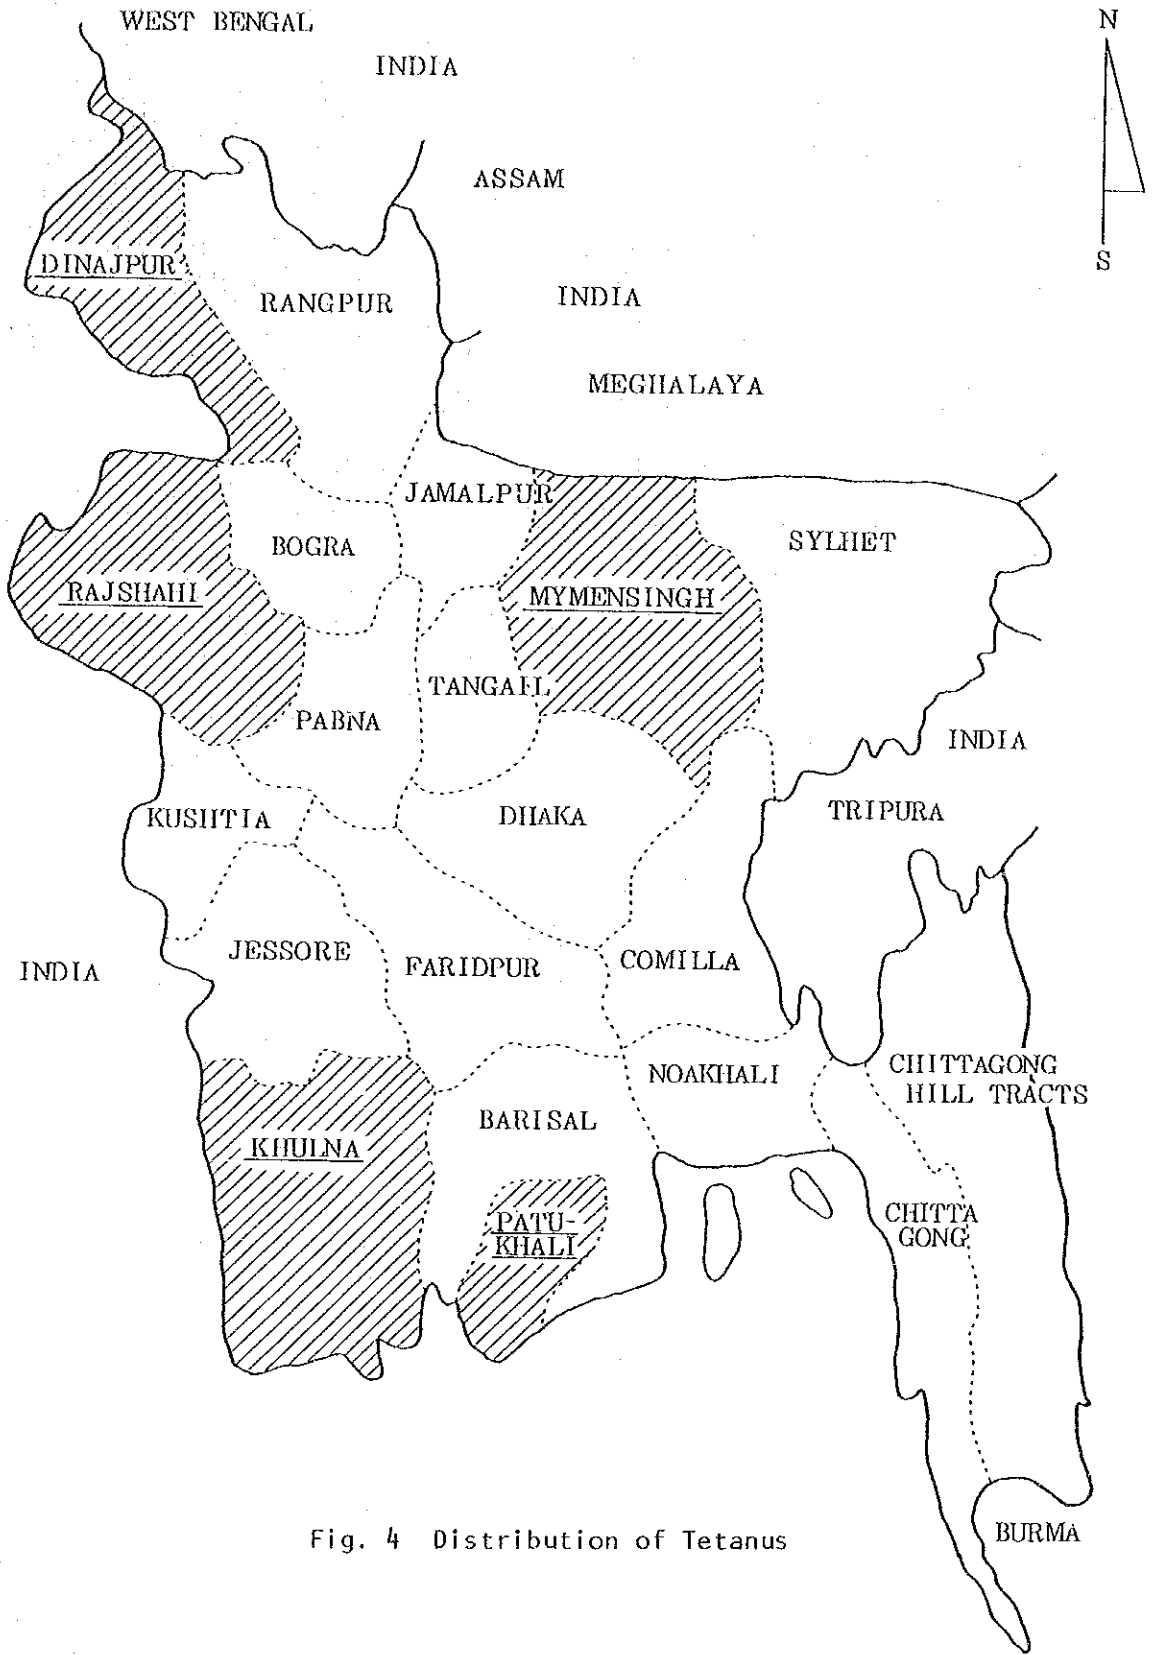 WEST BENGAL
N
INDIA
ASSAM
S
DINAJPUR
RANGPUR
INDIA
MEGHALAYA
JAMALPUR
BOGRA
SYLHET
RAJSHAHI
MYMENSINGH
TANGAIL
PABNA
INDIA
KUSHTIA
DHAKA
TRIPURA
JESSORE
FARIDPUR
COMILLA
INDIA
NOAKHALI
CHITTAGONG
HILL TRACTS
BARISAL
KHULNA
PATU-
KHALI
CHITTA
GONG
BURMA
Fig. 4 Distribution of Tetanus